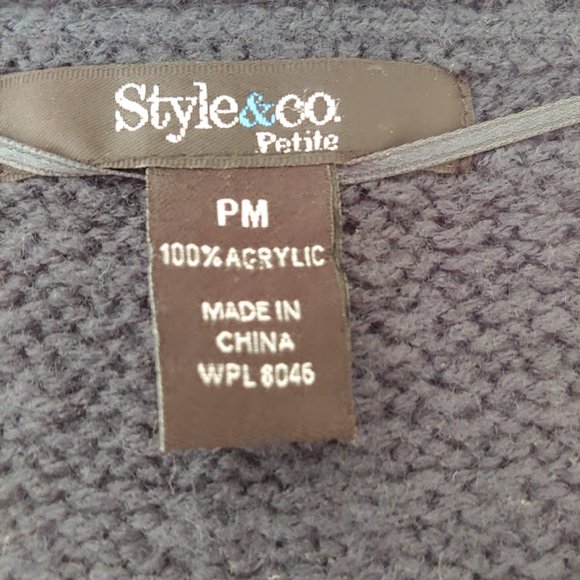 Style&co.
Petite
PM
100% ACRYLIC
MADE IN
CHINA
WPL 8046